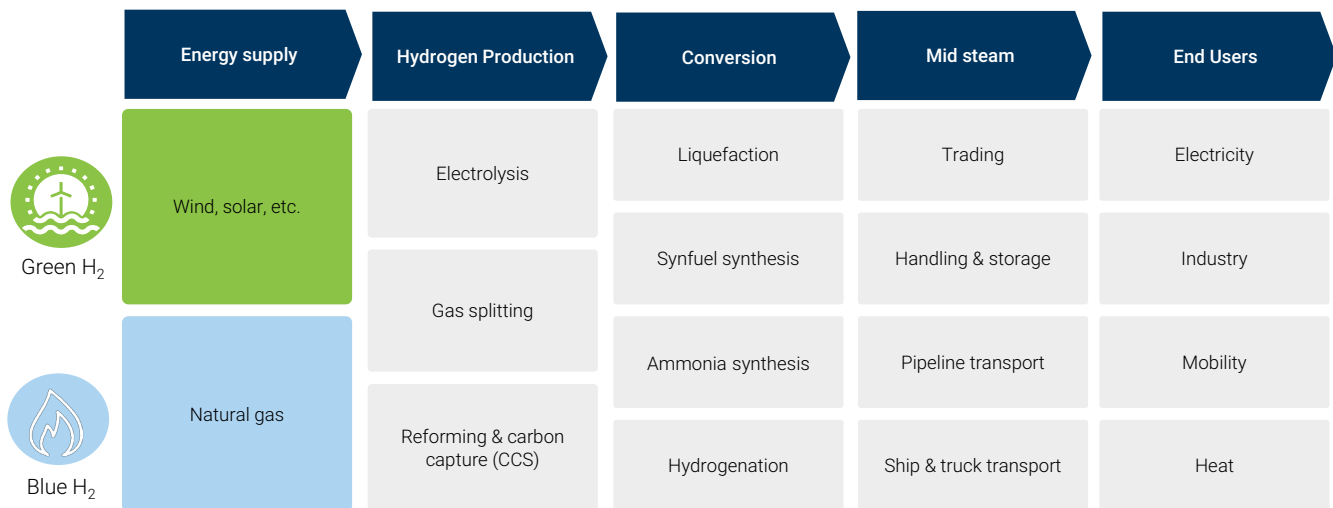 Energy supply
Hydrogen Production
Conversion
Mid steam
End Users
Green H₂
Wind, solar, etc.
Blue H₂
Natural gas
Electrolysis
Gas splitting
Reforming & carbon
capture (CCS)
Liquefaction
Synfuel synthesis
Ammonia synthesis
Hydrogenation
Trading
Handling & storage
Pipeline transport
Ship & truck transport
Electricity
Industry
Mobility
Heat